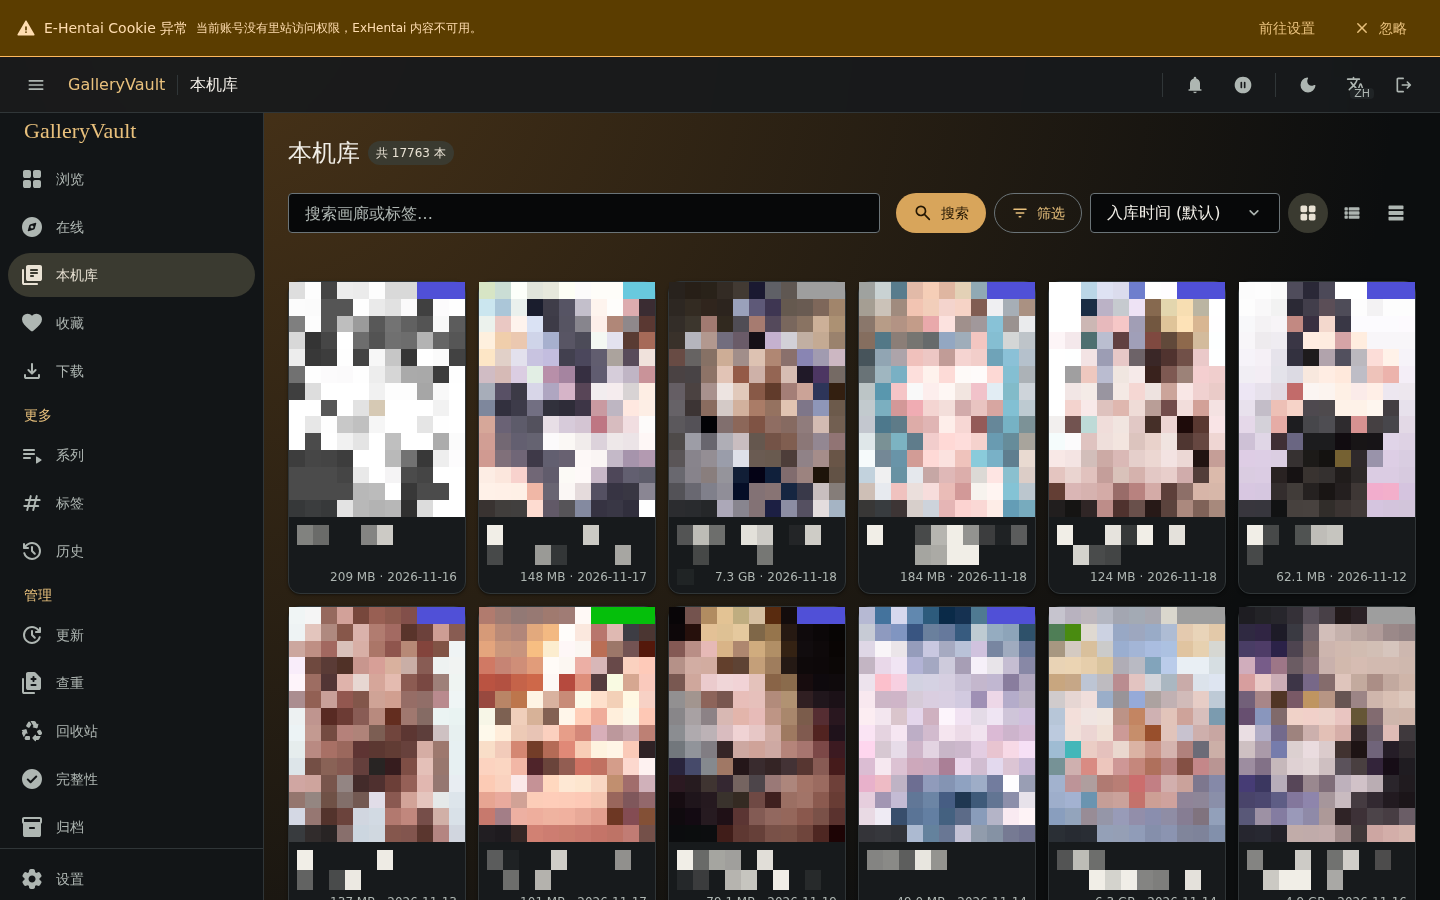 E-Hentai Cookie 异常 当前账号没有里站访问权限，ExHentai 内容不可用。 前往设置 忽略
GalleryVault 本机库 ZH
GalleryVault
浏览
在线
本机库
收藏
下载
更多
系列
标签
历史
管理
更新
查重
回收站
完整性
归档
设置
本机库 共 17763 本
搜索画廊或标签... 搜索 筛选 入库时间 (默认)
209 MB · 2026-11-16
148 MB · 2026-11-17
7.3 GB · 2026-11-18
184 MB · 2026-11-18
124 MB · 2026-11-18
62.1 MB · 2026-11-12